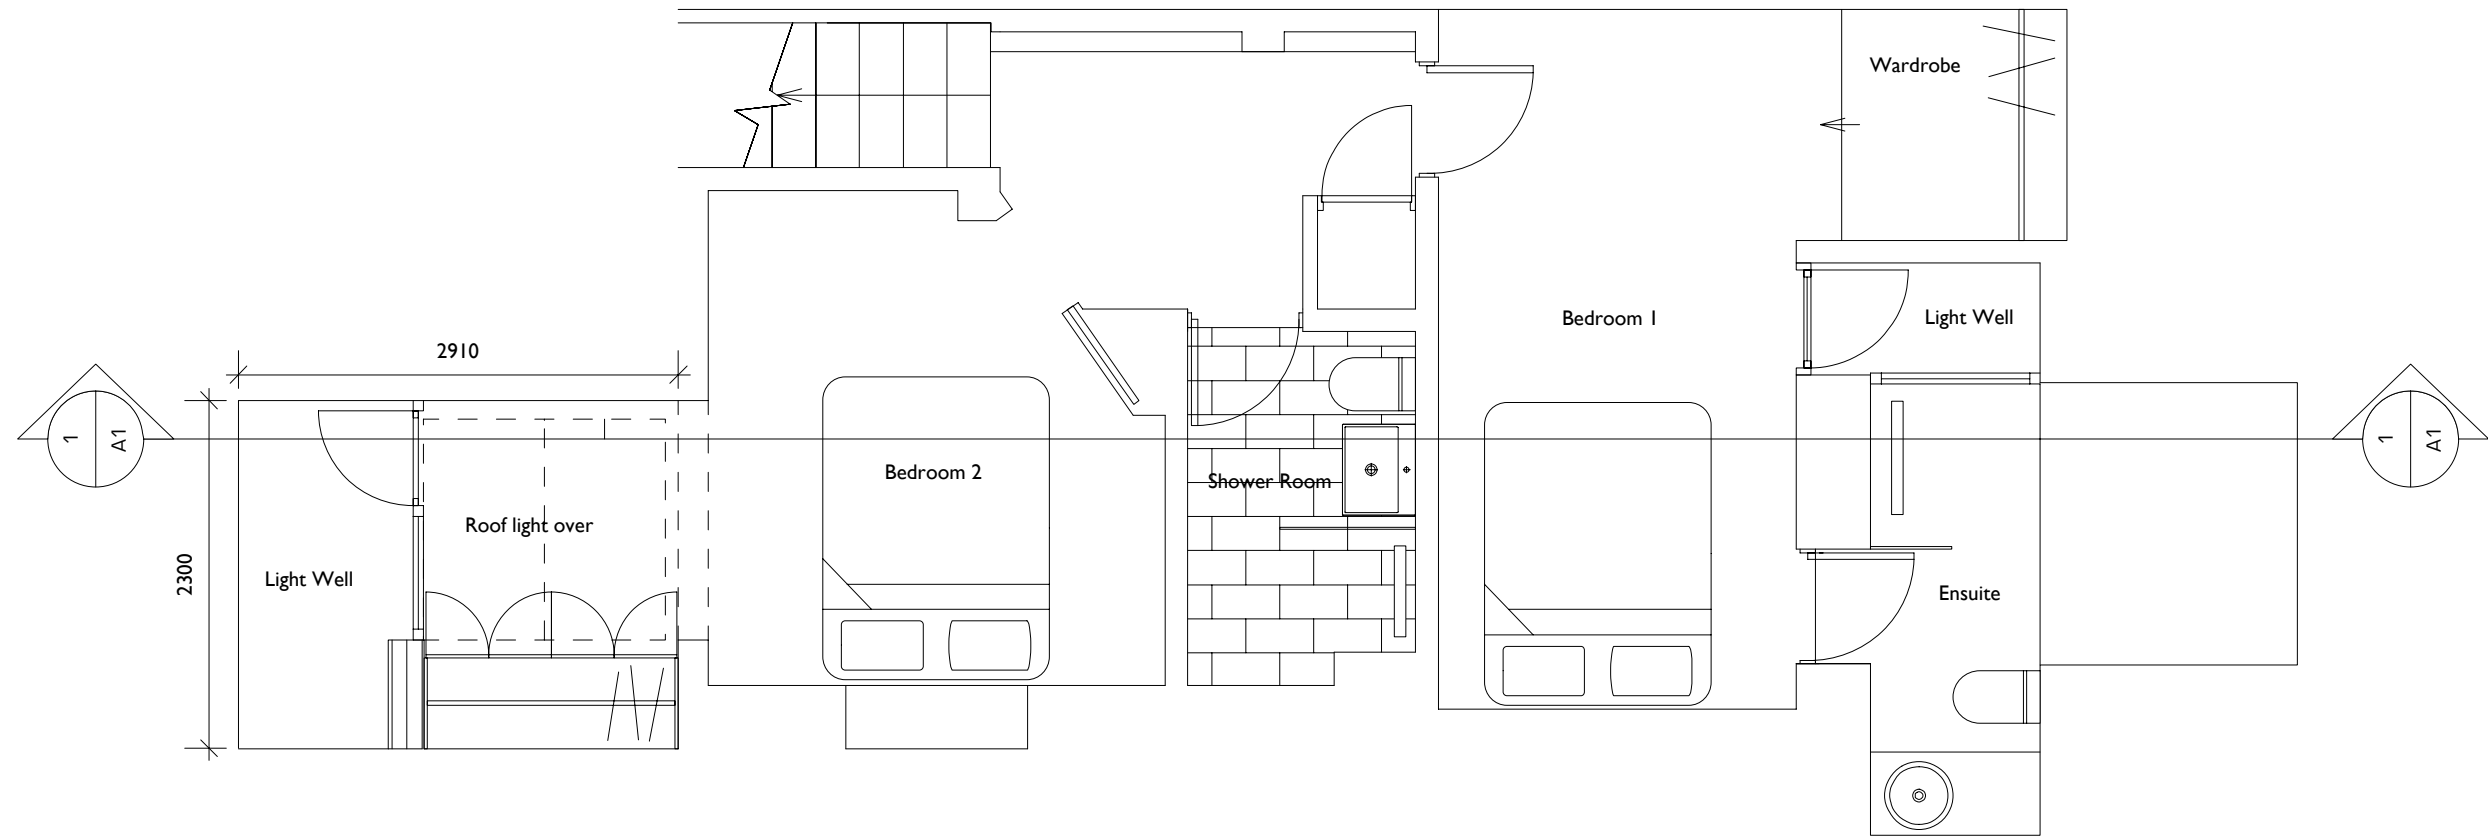 Wardrobe
Bedroom 1
Light Well
2910
1
A1
1
A1
Bedroom 2
Shower Room
Roof light over
2300
Light Well
Ensuite